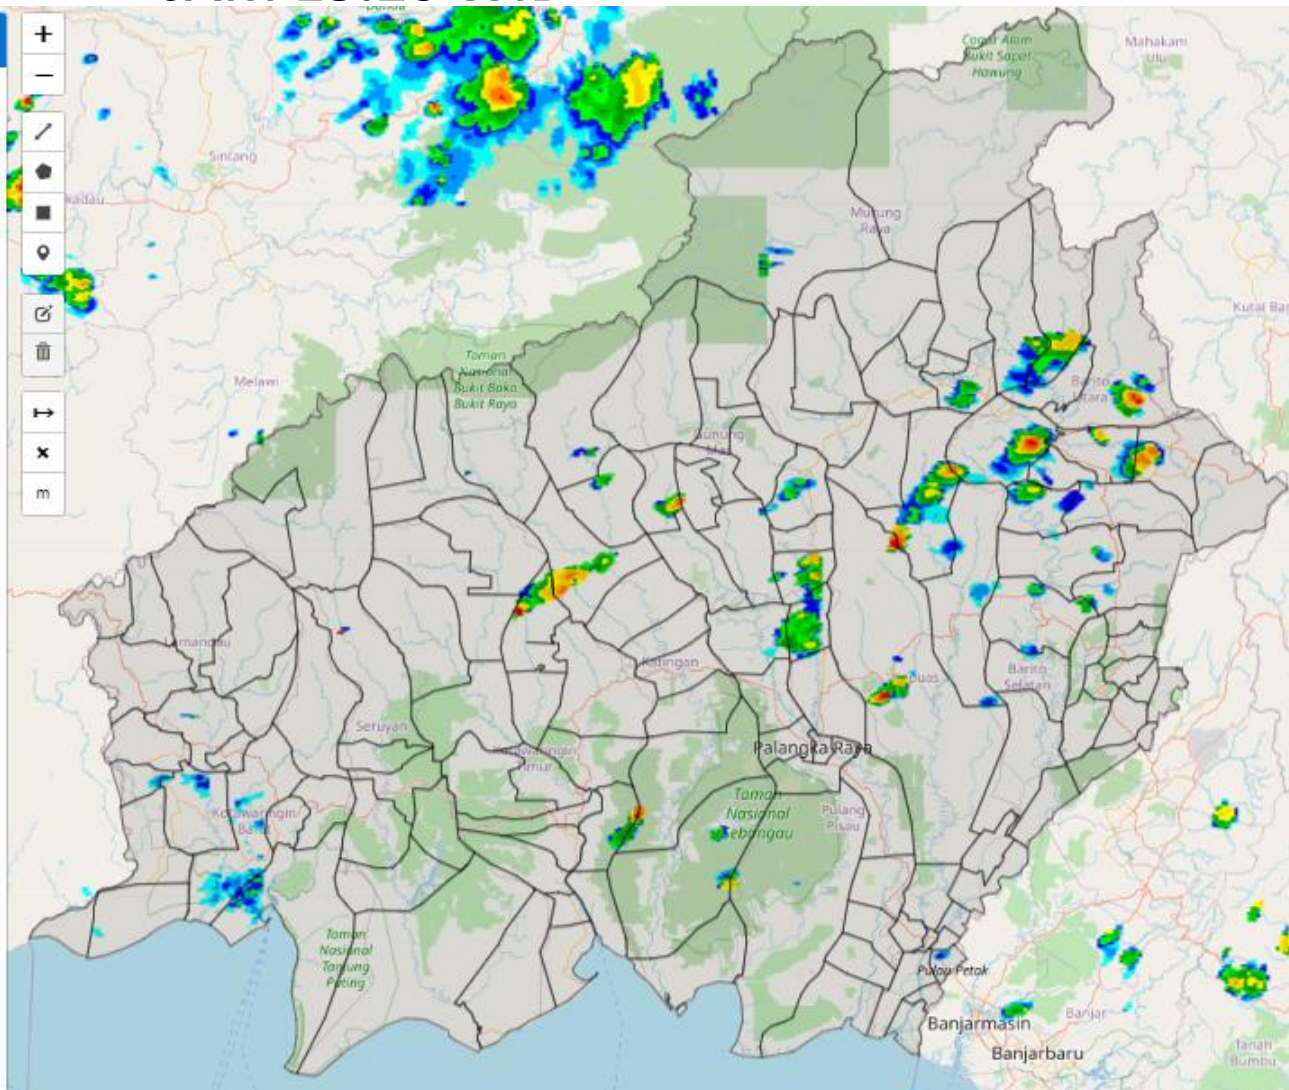 +
−
m
Cagar Alam
Bukit Sapat
Hawung
Mahakam
Ulu
Sintang
kadau
Murung
Raya
Kutai Bar
Melawi
Taman
Nasional
Bukit Baka
Bukit Raya
Barito
Utara
Gunung
Mas
Lamandau
Katingan
Barito
Selatan
Seruyan
Kotawaringin
Timur
Palangka Raya
Taman
Nasional
Sebangau
Pulang
Pisau
Kotawaringin
Barat
Taman
Nasional
Tanjung
Puting
Pulau Petak
Banjarmasin
Banjar
Banjarbaru
Tanah
Bumbu